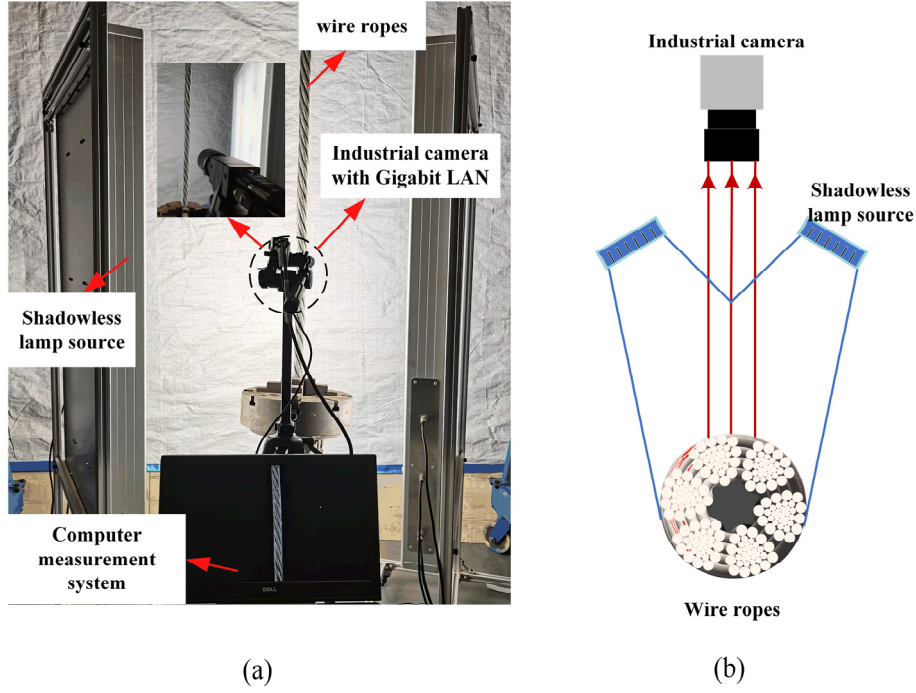 wire ropes
Industrial camera
with Gigabit LAN
Shadowless
lamp source
Computer
measurement
system
DELL
(a)
Industrial camera
Shadowless
lamp source
Wire ropes
(b)